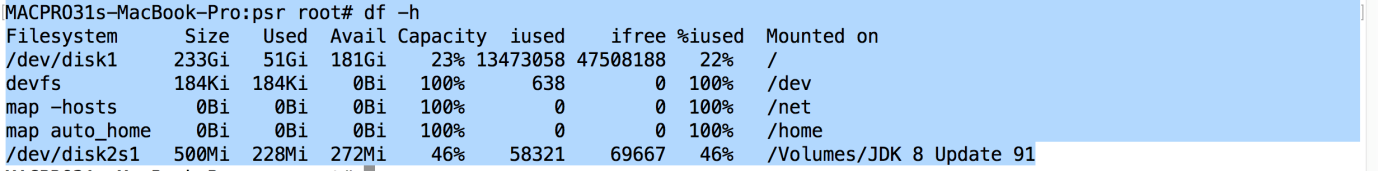 MACPRO31s-MacBook-Pro:psr root# df -h
Filesystem      Size   Used  Avail Capacity  iused    ifree %iused  Mounted on
/dev/disk1     233Gi   51Gi  181Gi    23% 13473058 47508188   22%   /
devfs          184Ki  184Ki    0Bi   100%      638        0  100%   /dev
map -hosts       0Bi    0Bi    0Bi   100%        0        0  100%   /net
map auto_home    0Bi    0Bi    0Bi   100%        0        0  100%   /home
/dev/disk2s1   500Mi  228Mi  272Mi    46%    58321    69667   46%   /Volumes/JDK 8 Update 91